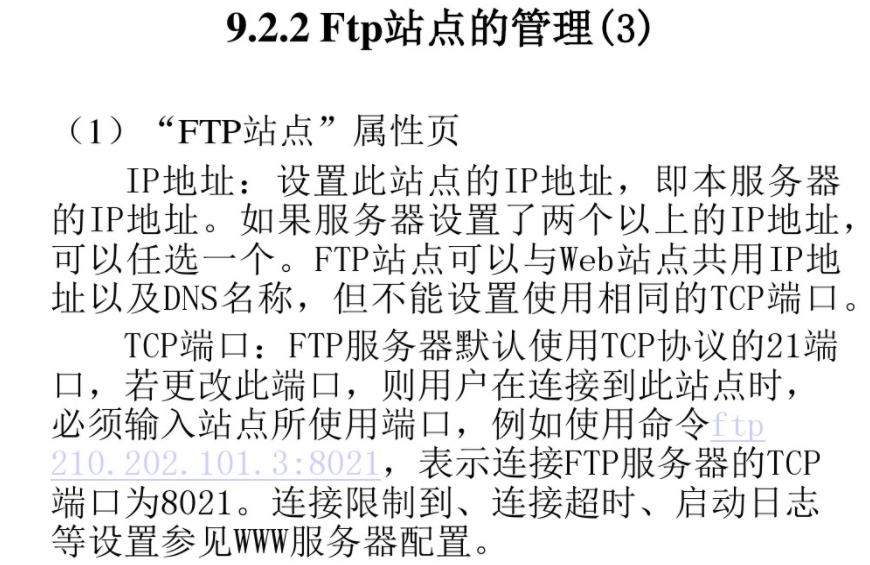 9.2.2 Ftp站点的管理(3)
（1）“FTP站点”属性页
IP地址：设置此站点的IP地址，即本服务器
的IP地址。如果服务器设置了两个以上的IP地址，
可以任选一个。FTP站点可以与Web站点共用IP地
址以及DNS名称，但不能设置使用相同的TCP端口。
TCP端口：FTP服务器默认使用TCP协议的21端
口，若更改此端口，则用户在连接到此站点时，
必须输入站点所使用端口，例如使用命令ftp
210.202.101.3:8021，表示连接FTP服务器的TCP
端口为8021。连接限制到、连接超时、启动日志
等设置参见WWW服务器配置。